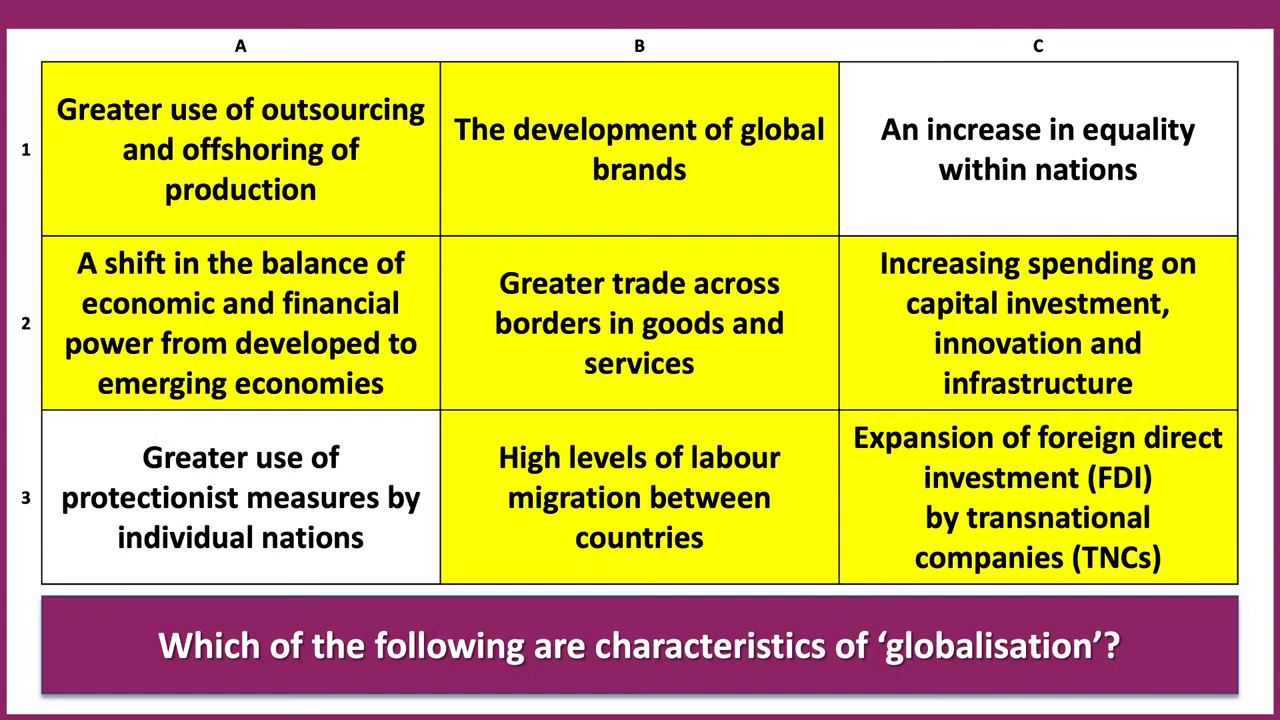 A
B
C
1
Greater use of outsourcing
and offshoring of
production
The development of global
brands
An increase in equality
within nations
2
A shift in the balance of
economic and financial
power from developed to
emerging economies
Greater trade across
borders in goods and
services
Increasing spending on
capital investment,
innovation and
infrastructure
3
Greater use of
protectionist measures by
individual nations
High levels of labour
migration between
countries
Expansion of foreign direct
investment (FDI)
by transnational
companies (TNCs)
Which of the following are characteristics of ‘globalisation’?